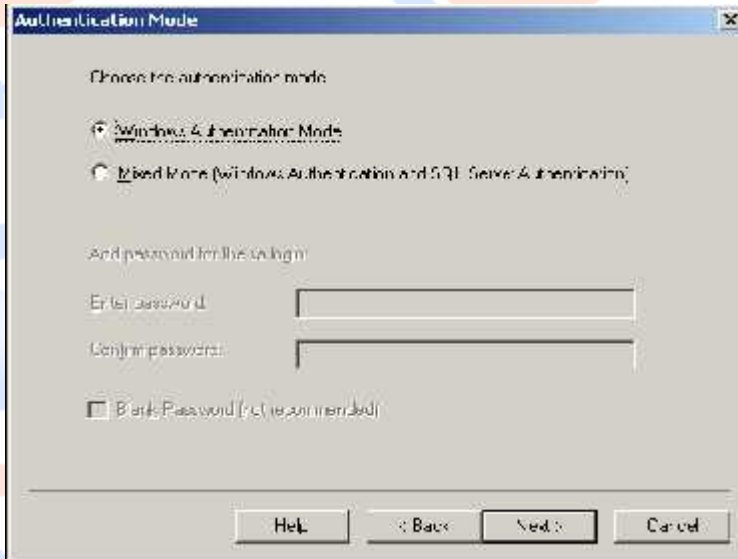 Authentication Mode
Choose the authentication mode
Windows Authentication Mode
Mixed Mode (Windows Authentication and SQL Server Authentication)
Add password for the sa login:
Enter password:
Confirm password:
Blank Password (not recommended)
Help
< Back
Next >
Cancel